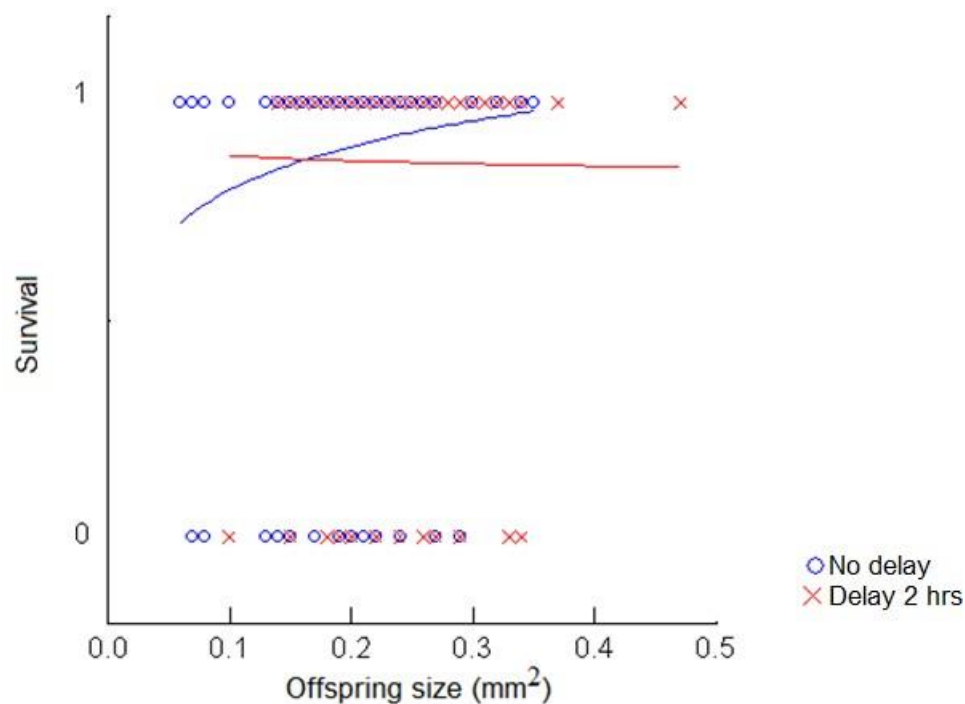 1
Survival
0
0.0 0.1 0.2 0.3 0.4 0.5
Offspring size (mm²)
No delay
Delay 2 hrs